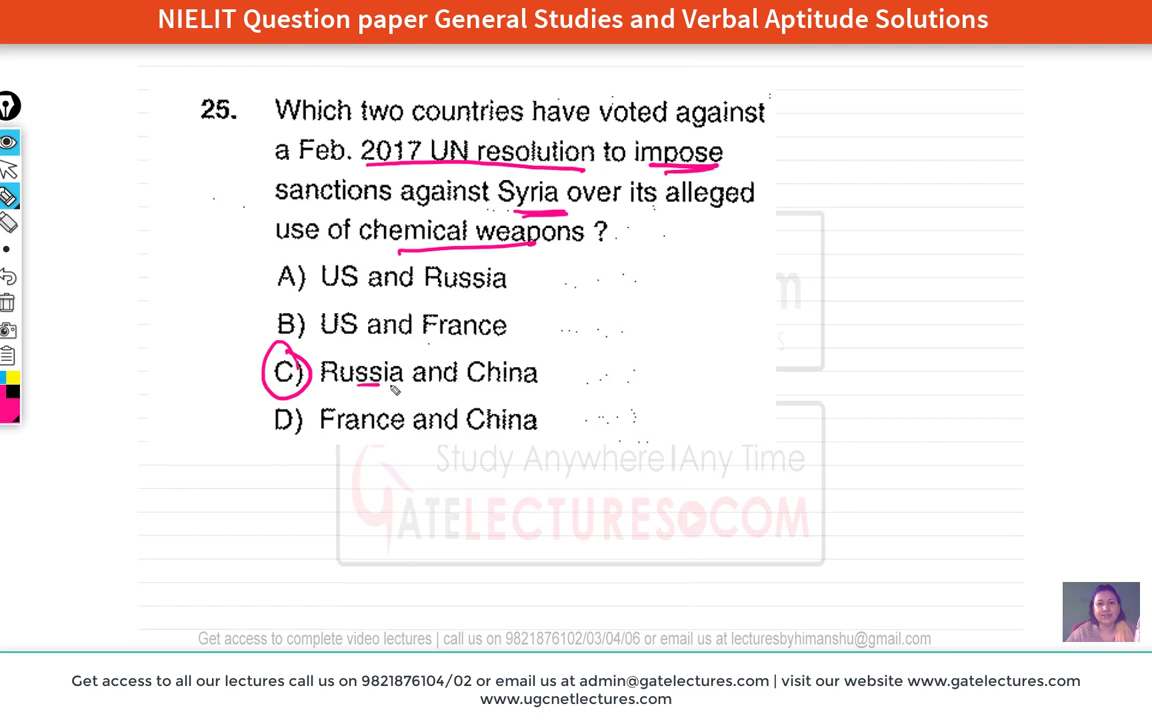 NIELIT Question paper General Studies and Verbal Aptitude Solutions
25. Which two countries have voted against
a Feb. 2017 UN resolution to impose
sanctions against Syria over its alleged
use of chemical weapons ?
A) US and Russia
B) US and France
C) Russia and China
D) France and China
Study Anywhere|Any Time
GATELECTURES.COM
Get access to complete video lectures | call us on 9821876102/03/04/06 or email us at lecturesbyhimanshu@gmail.com
Get access to all our lectures call us on 9821876104/02 or email us at admin@gatelectures.com | visit our website www.gatelectures.com
www.ugcnetlectures.com